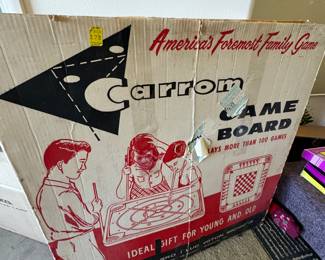 America's Foremost Family Game
Carrom
GAME
BOARD
PLAYS MORE THAN 100 GAMES
IDEAL GIFT FOR YOUNG AND OLD